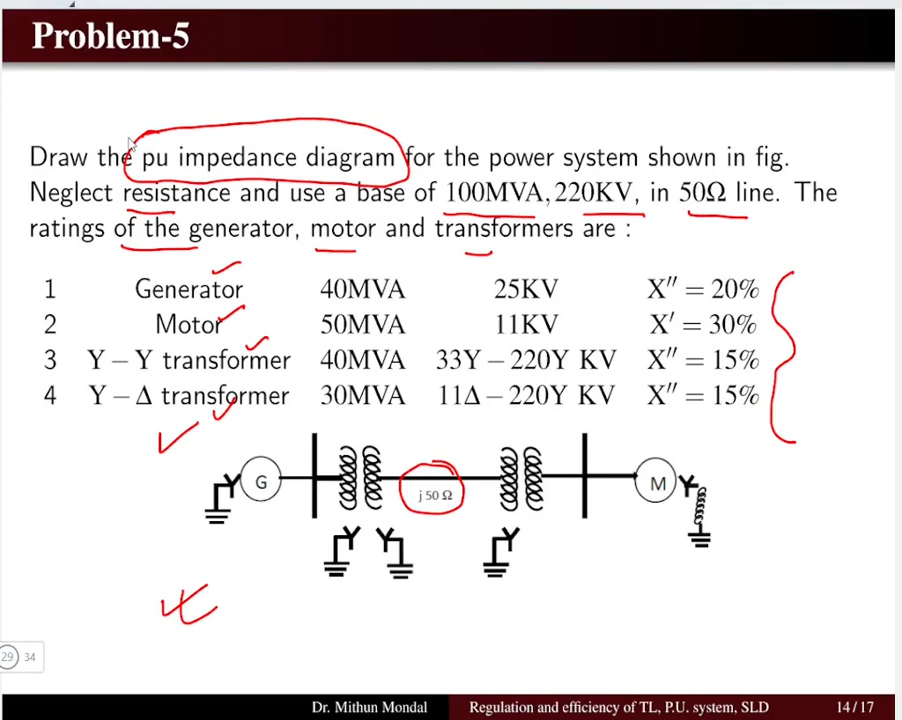 Problem-5
Draw the pu impedance diagram for the power system shown in fig.
Neglect resistance and use a base of 100MVA, 220KV, in 50Ω line. The
ratings of the generator, motor and transformers are :
1 Generator 40MVA 25KV X″ = 20%
2 Motor 50MVA 11KV X′ = 30%
3 Y − Y transformer 40MVA 33Y − 220Y KV X″ = 15%
4 Y − Δ transformer 30MVA 11Δ − 220Y KV X″ = 15%
G
j 50 Ω
M
29 34
Dr. Mithun Mondal Regulation and efficiency of TL, P.U. system, SLD 14/17